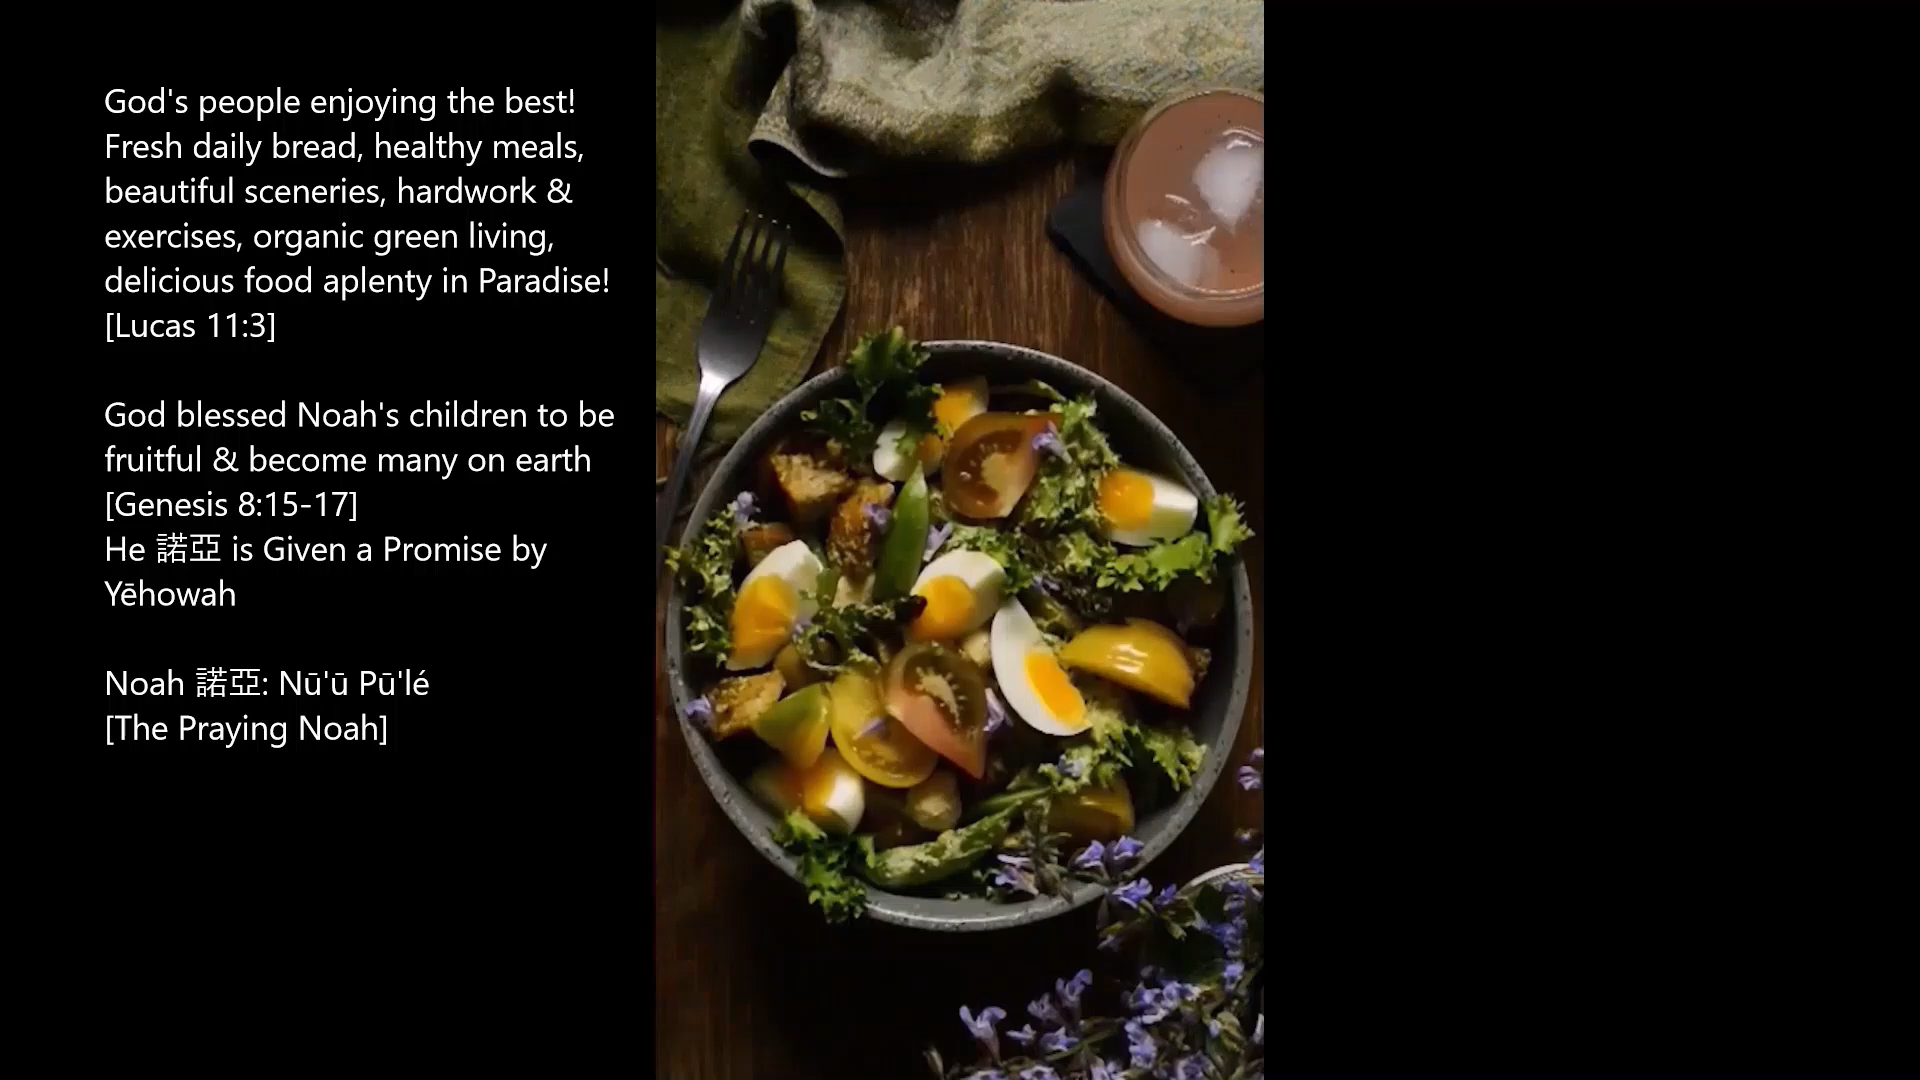 God's people enjoying the best!
Fresh daily bread, healthy meals,
beautiful sceneries, hardwork &
exercises, organic green living,
delicious food aplenty in Paradise!
[Lucas 11:3]
God blessed Noah's children to be
fruitful & become many on earth
[Genesis 8:15-17]
He 諾亞 is Given a Promise by
Yēhowah
Noah 諾亞: Nū'ū Pū'lé
[The Praying Noah]